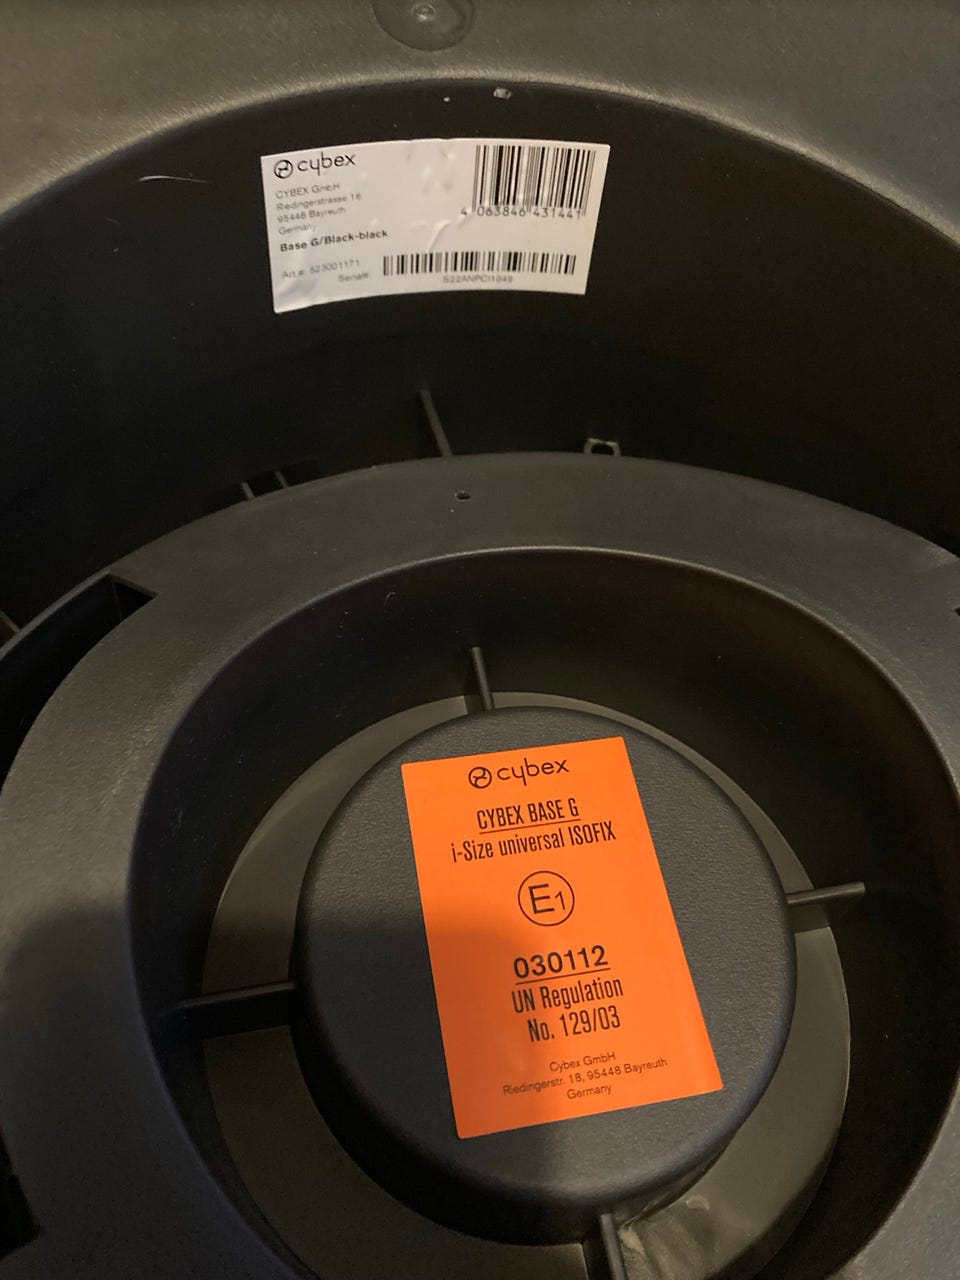 cybex
CYBEX GmbH
Riedingerstrasse 18
95448 Bayreuth
Germany
Base G/Black-black
Art.#: 523001171
Serial#:
4 063846 431441
S22ANPCI1049
cybex
CYBEX BASE G
i-Size universal ISOFIX
E1
030112
UN Regulation
No. 129/03
Cybex GmbH
Riedingerstr. 18, 95448 Bayreuth
Germany